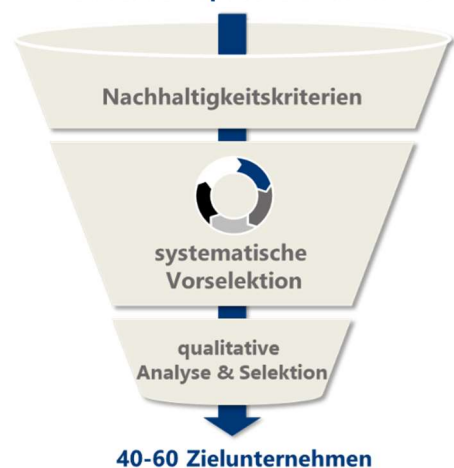 Nachhaltigkeitskriterien
systematische
Vorselektion
qualitative
Analyse & Selektion
40-60 Zielunternehmen